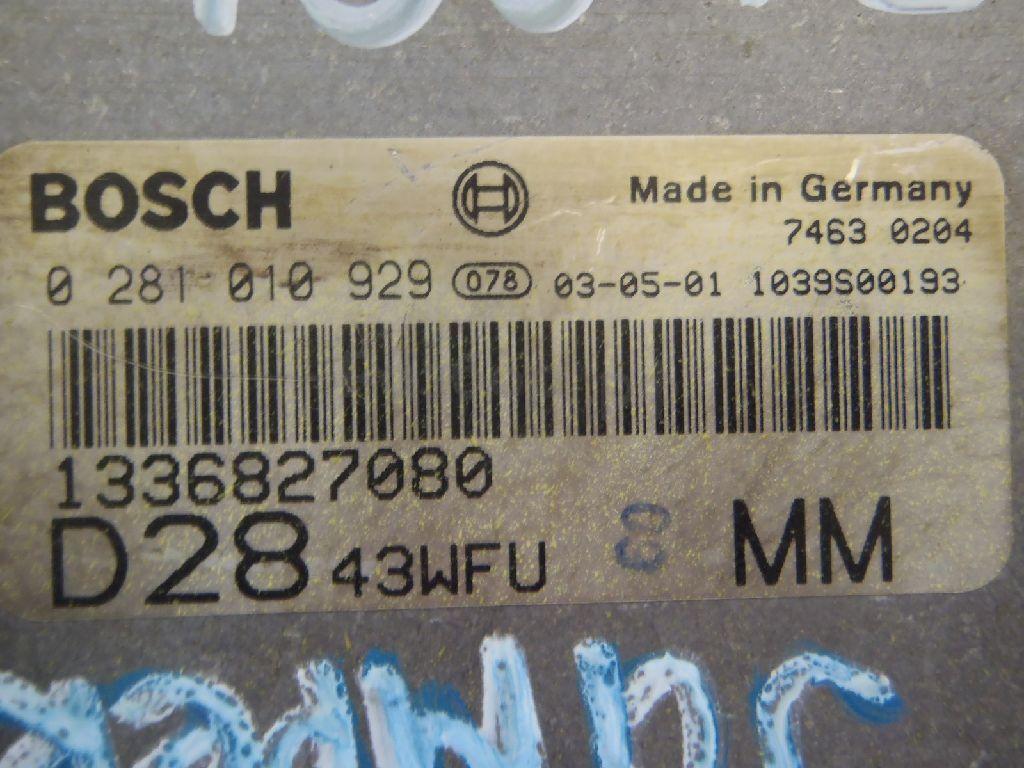 BOSCH
Made in Germany
7463 0204
0 281 010 929 078 03-05-01 1039S00193
1336827080
D28 43WFU
MM